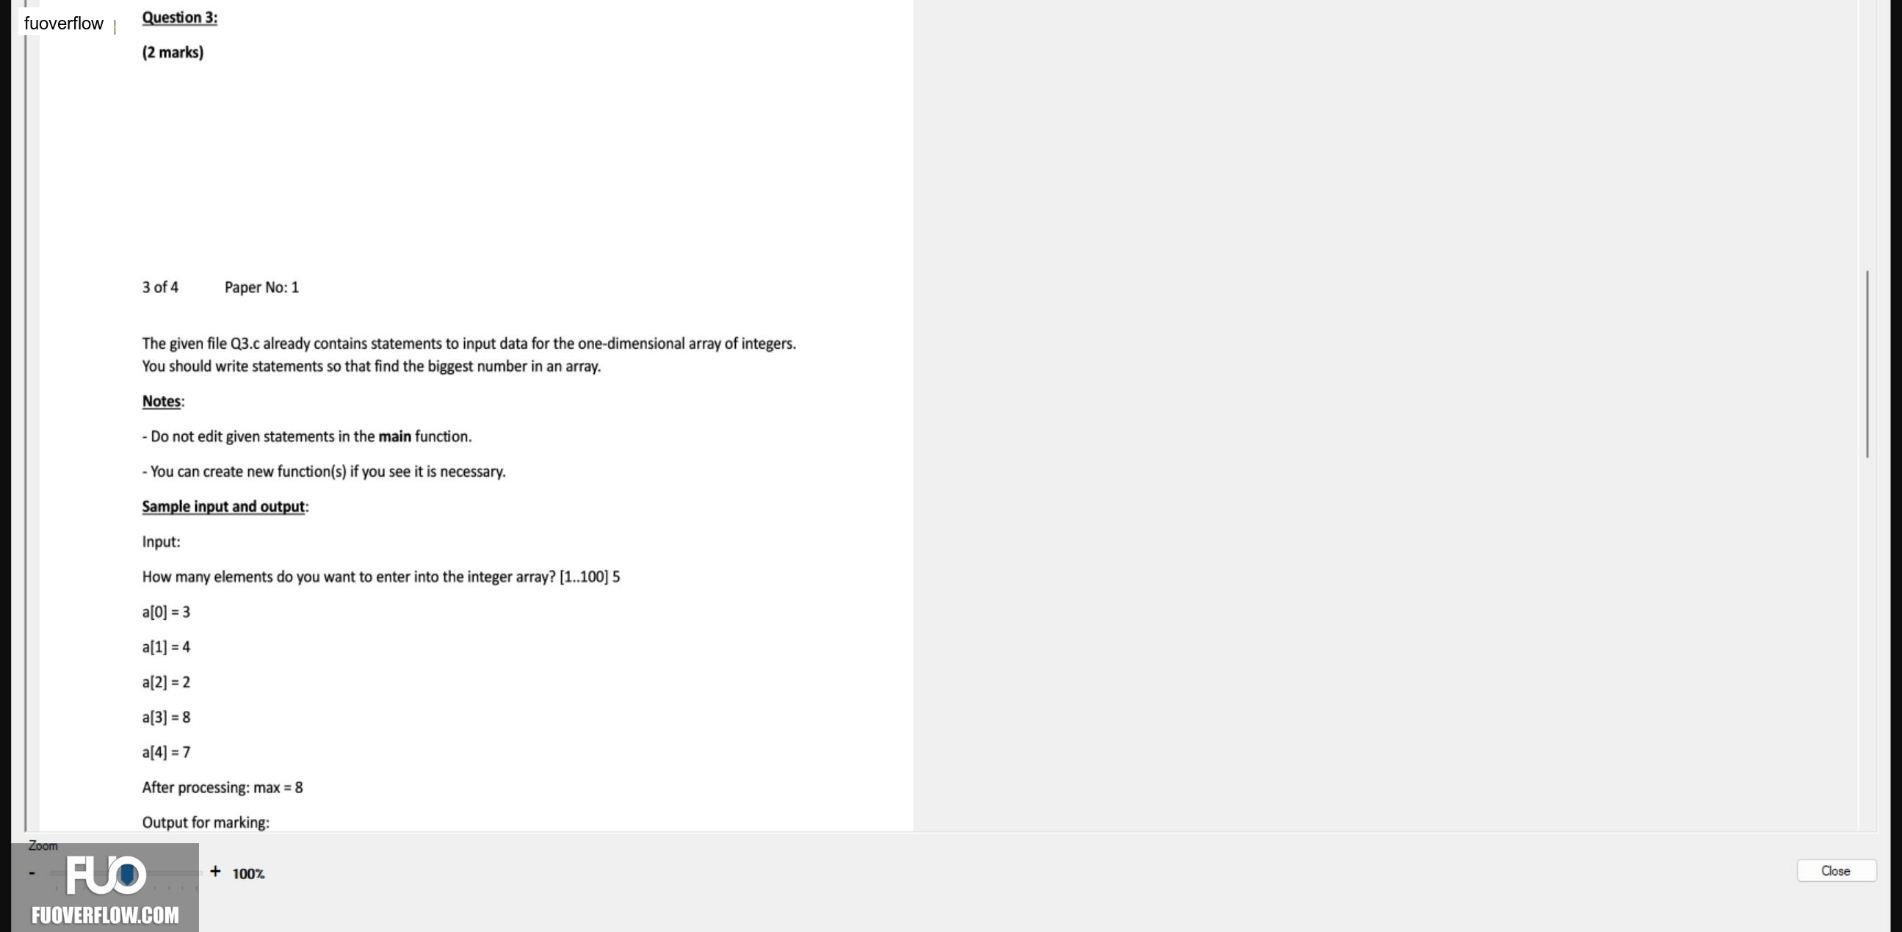 fuoverflow
Question 3:
(2 marks)
3 of 4 Paper No: 1
The given file Q3.c already contains statements to input data for the one-dimensional array of integers.
You should write statements so that find the biggest number in an array.
Notes:
- Do not edit given statements in the main function.
- You can create new function(s) if you see it is necessary.
Sample input and output:
Input:
How many elements do you want to enter into the integer array? [1..100] 5
a[0] = 3
a[1] = 4
a[2] = 2
a[3] = 8
a[4] = 7
After processing: max = 8
Output for marking:
Zoom
- + 100%
Close
FUO
FUOVERFLOW.COM